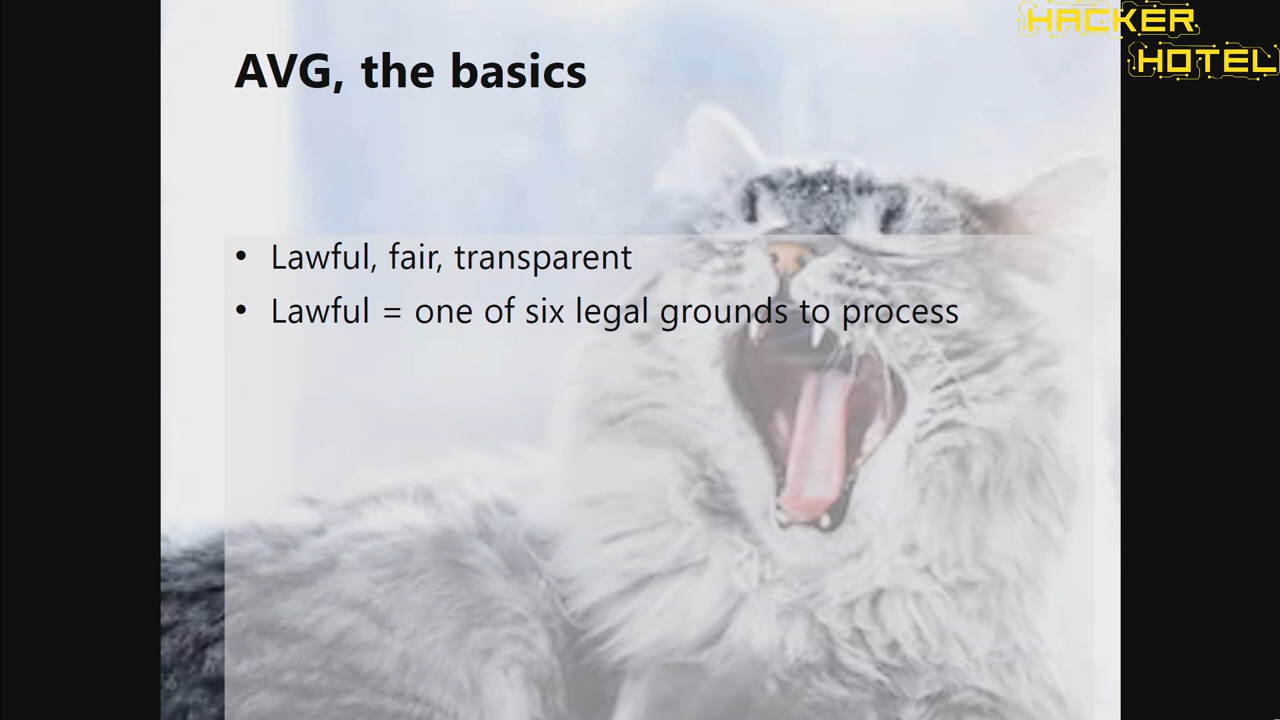 HACKER
HOTEL
AVG, the basics
• Lawful, fair, transparent
• Lawful = one of six legal grounds to process